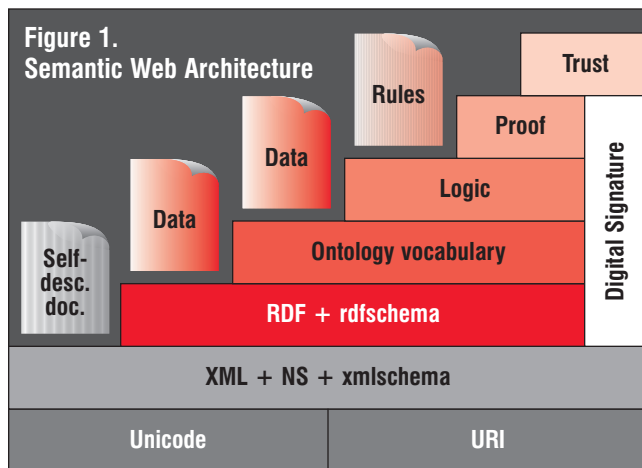 Figure 1.
Semantic Web Architecture
Trust
Rules
Proof
Data
Logic
Data
Digital Signature
Ontology vocabulary
Self-
desc.
doc.
RDF + rdfschema
XML + NS + xmlschema
Unicode
URI